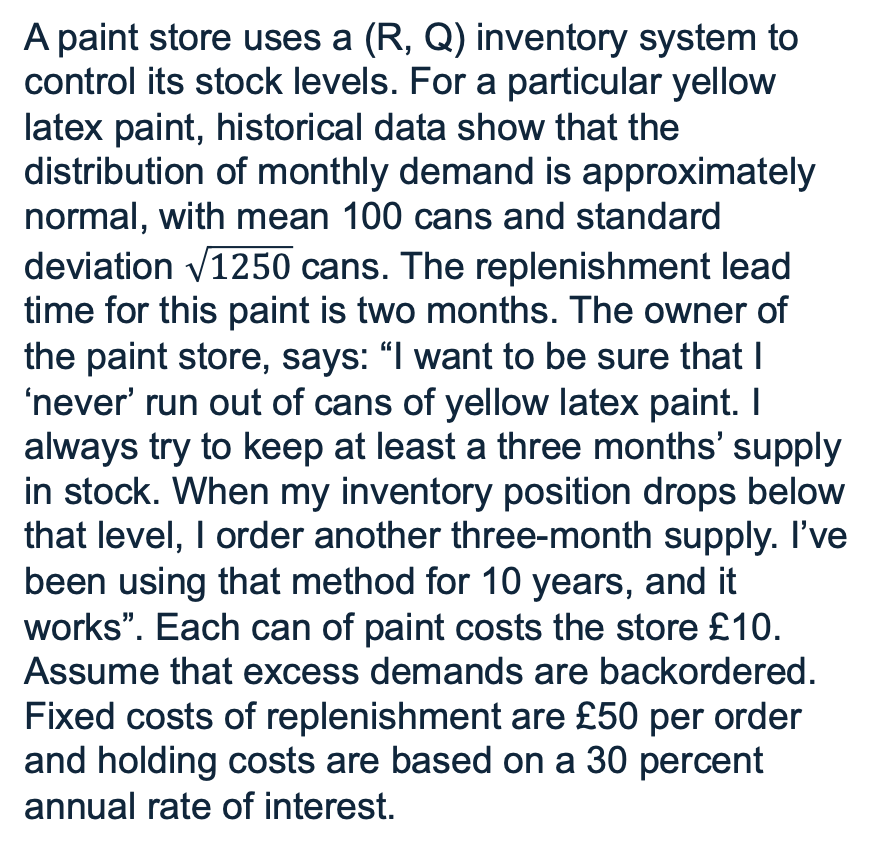 A paint store uses a (R, Q) inventory system to
control its stock levels. For a particular yellow
latex paint, historical data show that the
distribution of monthly demand is approximately
normal, with mean 100 cans and standard
deviation √1250 cans. The replenishment lead
time for this paint is two months. The owner of
the paint store, says: “I want to be sure that I
‘never’ run out of cans of yellow latex paint. I
always try to keep at least a three months’ supply
in stock. When my inventory position drops below
that level, I order another three-month supply. I’ve
been using that method for 10 years, and it
works”. Each can of paint costs the store £10.
Assume that excess demands are backordered.
Fixed costs of replenishment are £50 per order
and holding costs are based on a 30 percent
annual rate of interest.